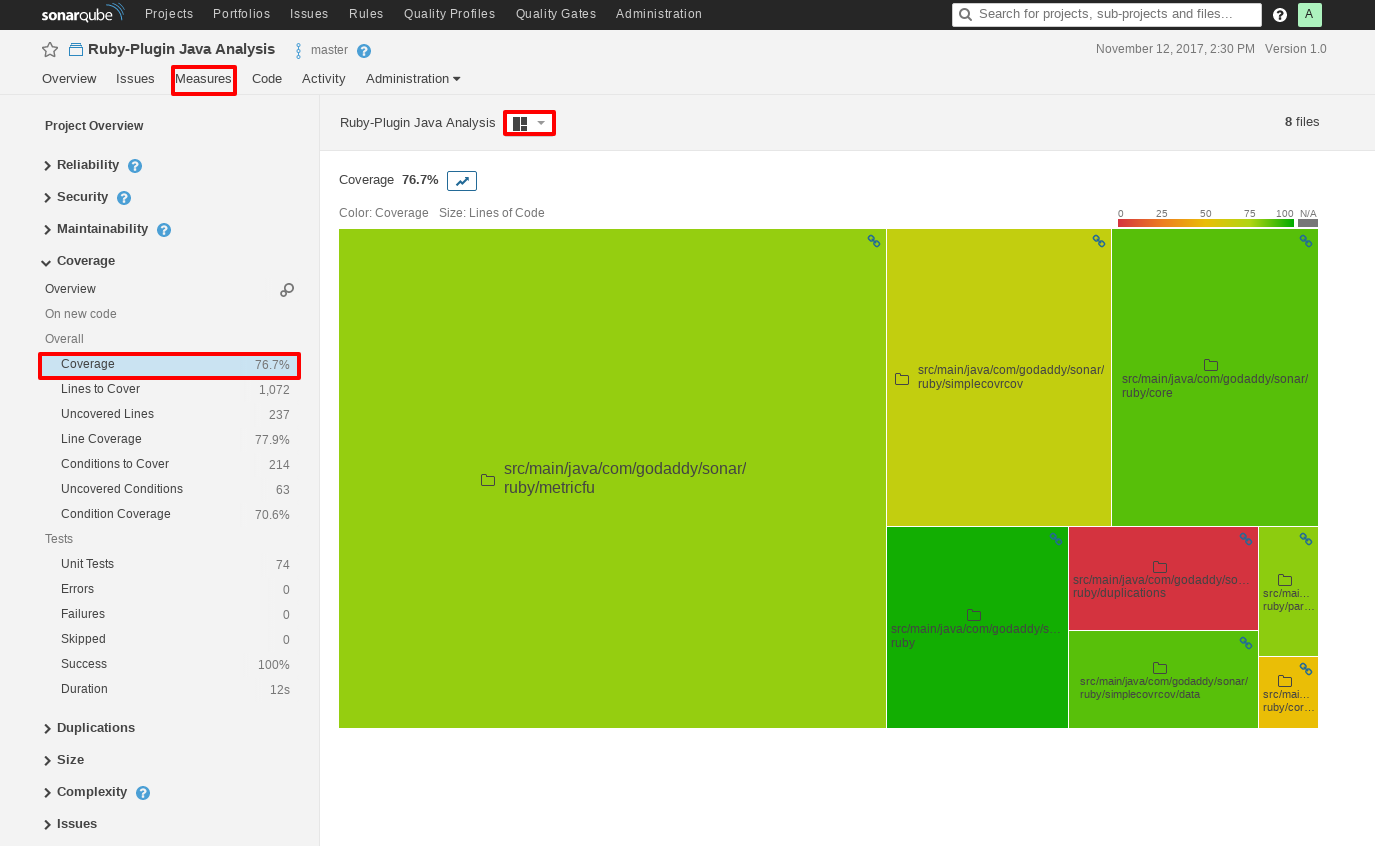 sonarqube Projects Portfolios Issues Rules Quality Profiles Quality Gates Administration Search for projects, sub-projects and files... ? A
Ruby-Plugin Java Analysis master ? November 12, 2017, 2:30 PM Version 1.0
Overview Issues Measures Code Activity Administration
Project Overview
Reliability ?
Security ?
Maintainability ?
Coverage
Overview
On new code
Overall
Coverage 76.7%
Lines to Cover 1,072
Uncovered Lines 237
Line Coverage 77.9%
Conditions to Cover 214
Uncovered Conditions 63
Condition Coverage 70.6%
Tests
Unit Tests 74
Errors 0
Failures 0
Skipped 0
Success 100%
Duration 12s
Duplications
Size
Complexity ?
Issues
Ruby-Plugin Java Analysis 8 files
Coverage 76.7%
Color: Coverage Size: Lines of Code
0 25 50 75 100 N/A
src/main/java/com/godaddy/sonar/
ruby/metricfu
src/main/java/com/godaddy/sonar/
ruby/simplecovrcov
src/main/java/com/godaddy/sonar/
ruby/core
src/main/java/com/godaddy/s...
ruby
src/main/java/com/godaddy/so...
ruby/duplications
src/main/java/com/godaddy/sonar/
ruby/simplecovrcov/data
src/mai...
ruby/par...
src/mai...
ruby/cor...